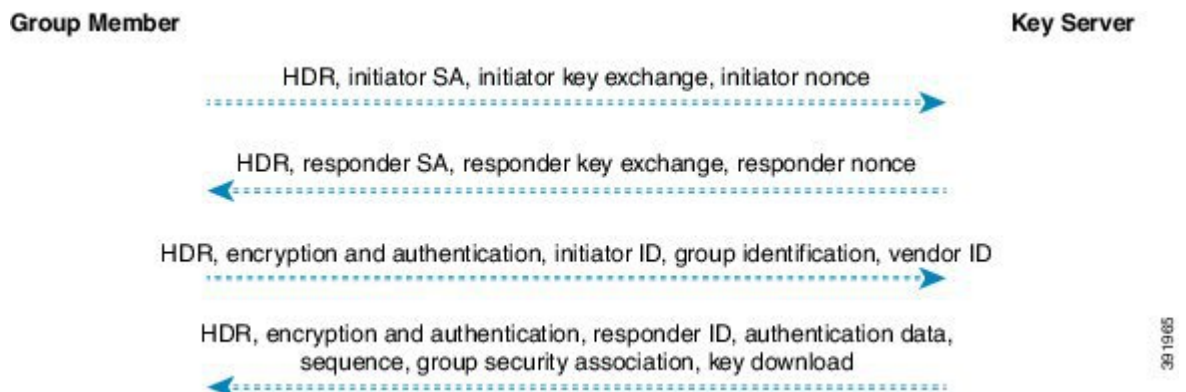 Group Member
Key Server
HDR, initiator SA, initiator key exchange, initiator nonce
HDR, responder SA, responder key exchange, responder nonce
HDR, encryption and authentication, initiator ID, group identification, vendor ID
HDR, encryption and authentication, responder ID, authentication data,
sequence, group security association, key download
391965